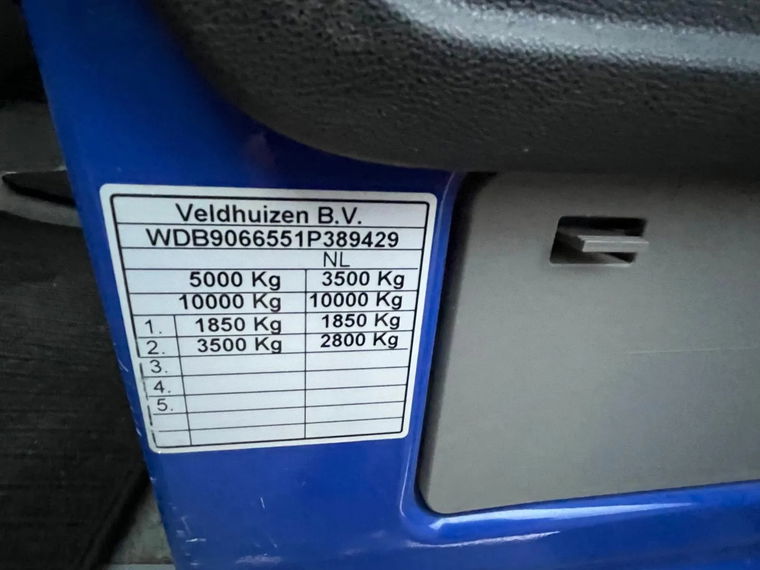 Veldhuizen B.V.
WDB9066551P389429
NL
5000 Kg 3500 Kg
10000 Kg 10000 Kg
1. 1850 Kg 1850 Kg
2. 3500 Kg 2800 Kg
3.
4.
5.